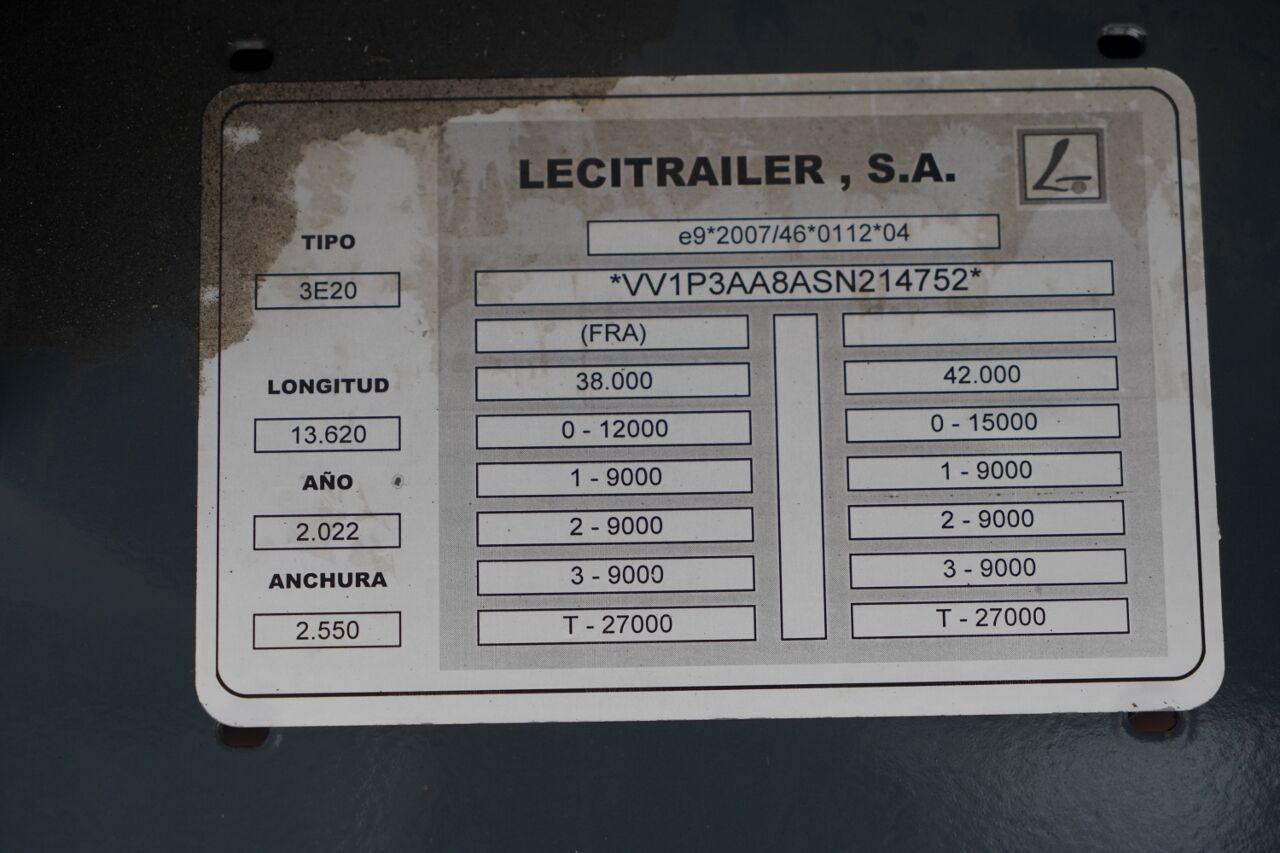 LECITRAILER , S.A.
e9*2007/46*0112*04
*VV1P3AA8ASN214752*
TIPO
3E20
LONGITUD
13.620
AÑO
2.022
ANCHURA
2.550
(FRA)
38.000
0 - 12000
1 - 9000
2 - 9000
3 - 9000
T - 27000
42.000
0 - 15000
1 - 9000
2 - 9000
3 - 9000
T - 27000